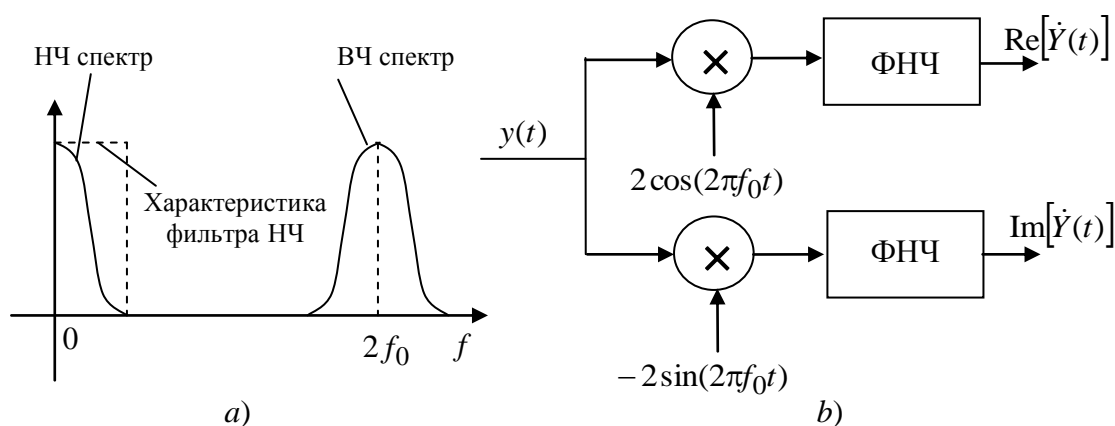 НЧ спектр
ВЧ спектр
Характеристика
фильтра НЧ
0
2f₀
f
a)
y(t)
×
2cos(2πf₀t)
ФНЧ
Re[Ẏ(t)]
×
−2sin(2πf₀t)
ФНЧ
Im[Ẏ(t)]
b)